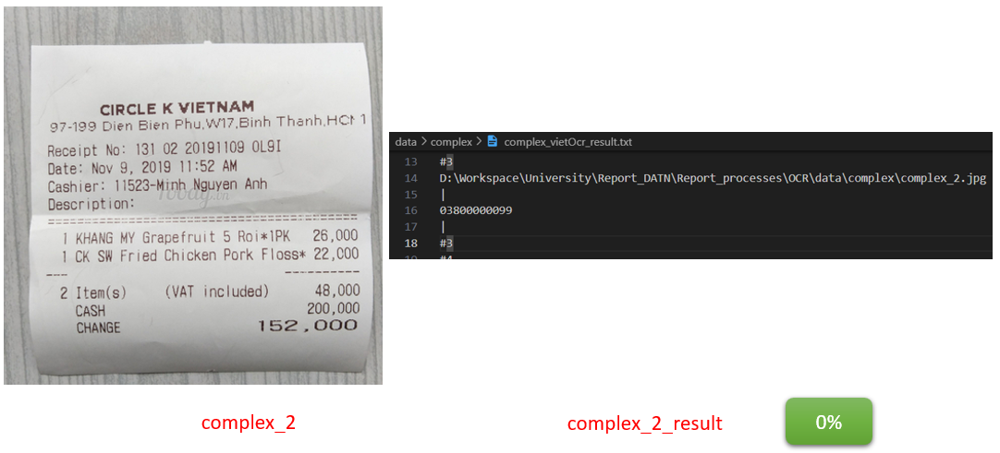 CIRCLE K VIETNAM
97-199 Dien Bien Phu,W17,Binh Thanh,HCM 1
Receipt No: 131 02 20191109 0L9I
Date: Nov 9, 2019 11:52 AM
Cashier: 11523-Minh Nguyen Anh
Description:
1 KHANG MY Grapefruit 5 Roi*1PK 26,000
1 CK SW Fried Chicken Pork Floss* 22,000
2 Item(s) (VAT included) 48,000
CASH 200,000
CHANGE 152,000
complex_2
data > complex > complex_vietOcr_result.txt
13 #3
14 D:\Workspace\University\Report_DATN\Report_processes\OCR\data\complex\complex_2.jpg
15 |
16 03800000099
17 |
18 #3
19 #4
complex_2_result
0%